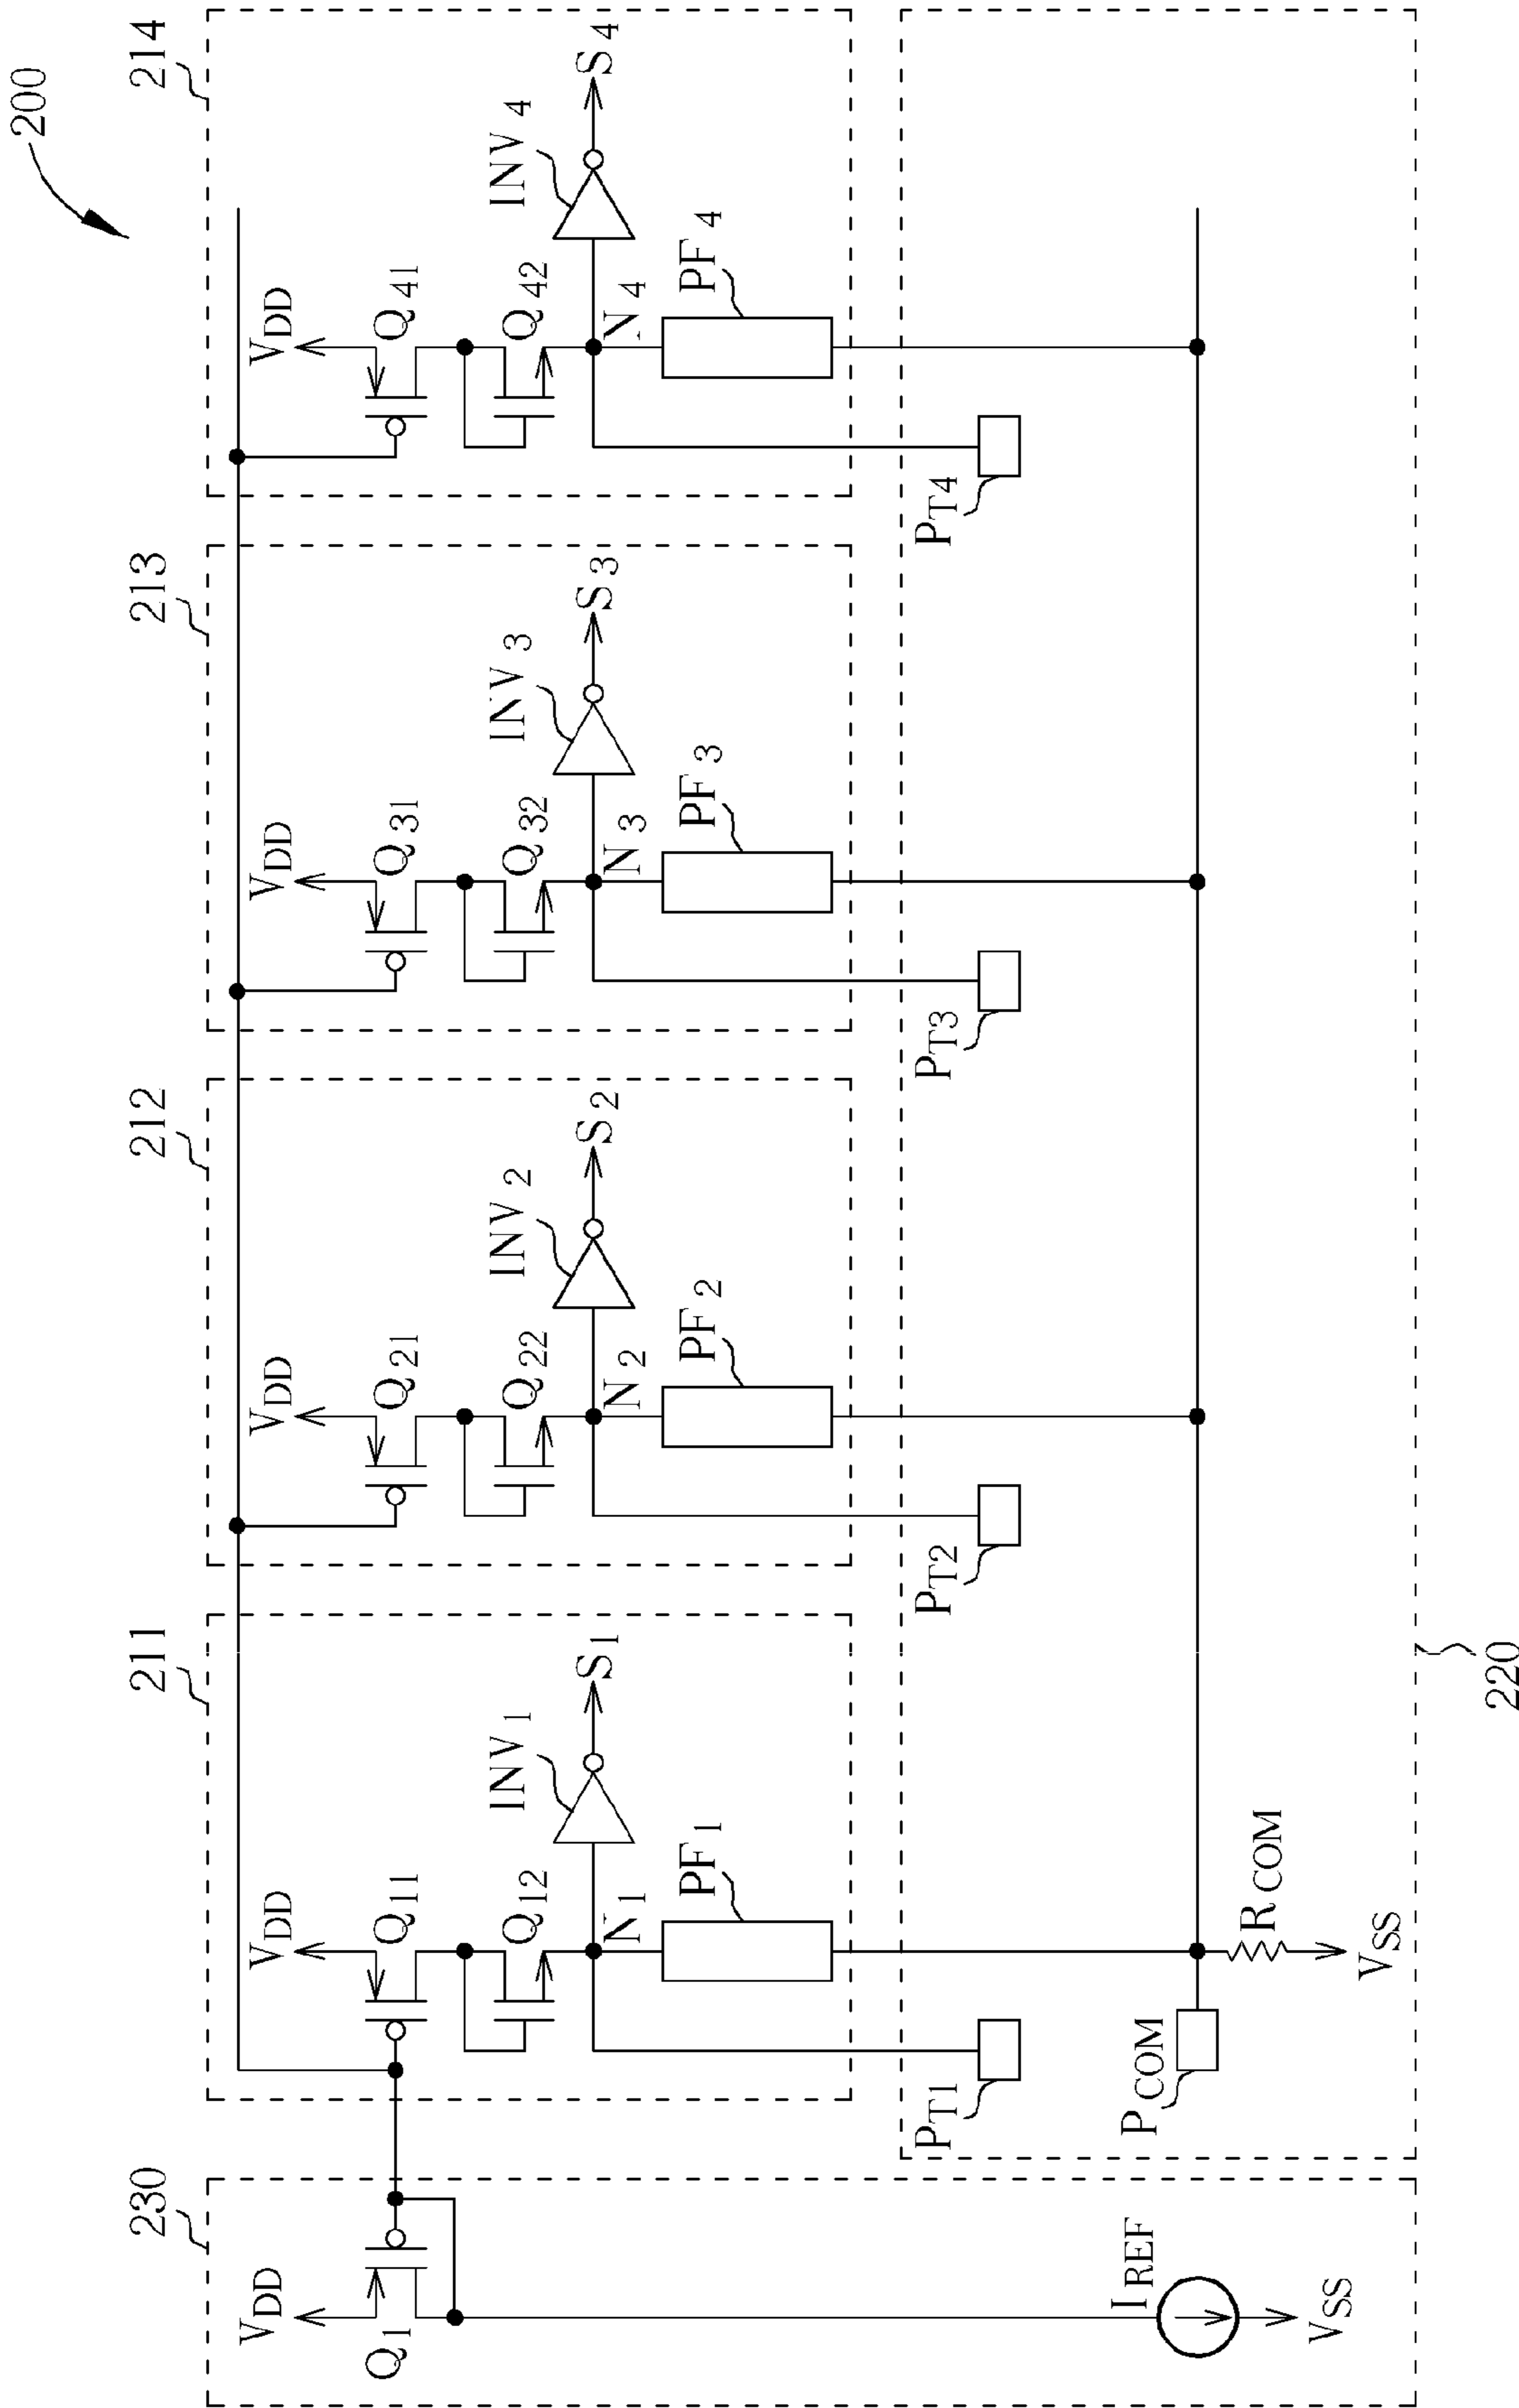 200
230
211
212
213
214
VDD
VDD
VDD
VDD
VDD
Q1
Q11
Q21
Q31
Q41
Q12
Q22
Q32
Q42
INV1
INV2
INV3
INV4
S1
S2
S3
S4
N1
N2
N3
N4
PF1
PF2
PF3
PF4
PT1
PT2
PT3
PT4
IREF
PCOM
RCOM
VSS
VSS
220